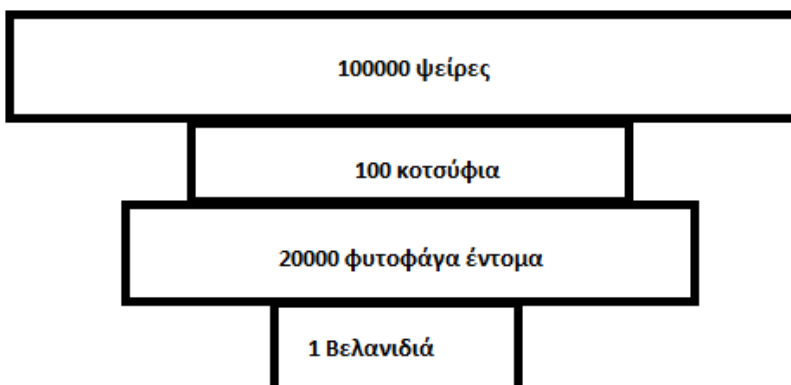 100000 ψείρες
100 κοτσύφια
20000 φυτοφάγα έντομα
1 Βελανιδιά